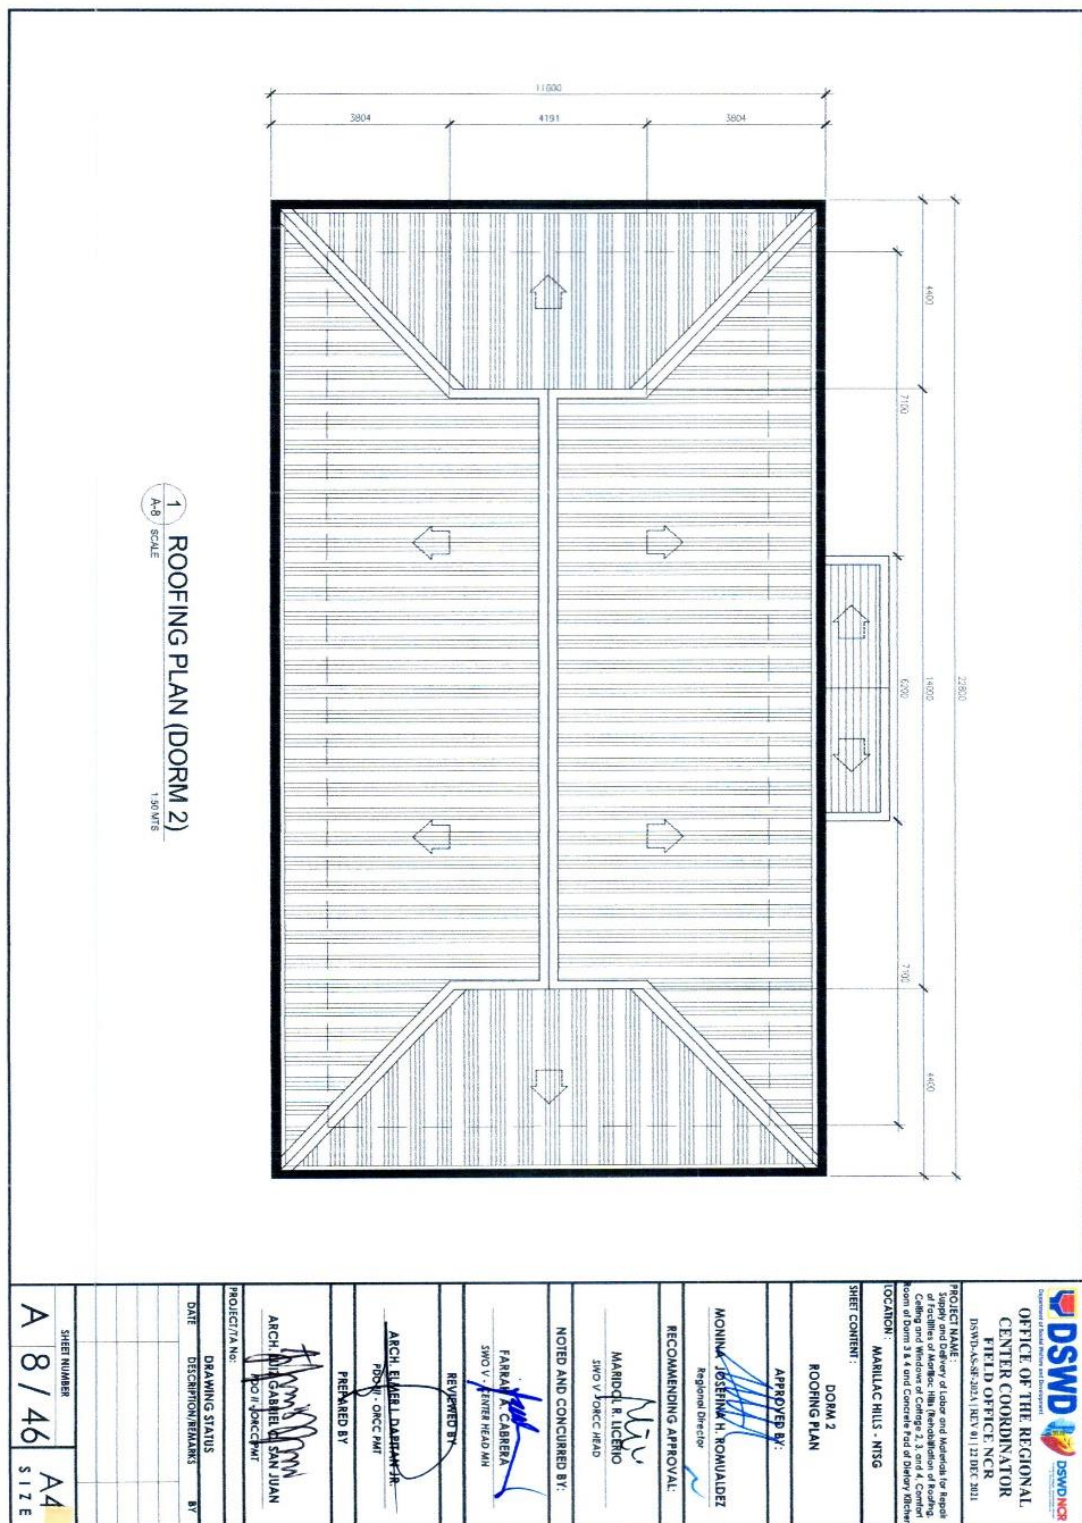 11800
3804
4191
3804
22800
4400
14000
4400
7100
6200
7100
1
A-8
ROOFING PLAN (DORM 2)
SCALE
1:50 MTS
DSWD
Department of Social Welfare and Development
DSWD NCR
OFFICE OF THE REGIONAL
CENTER COORDINATOR
FIELD OFFICE NCR
DSWD-AS-SF-202A | REV 01 | 22 DEC 2021
PROJECT NAME :
Supply and Delivery of Labor and Materials for Repair
of Facilities of Marillac Hills (Rehabilitation of Roofing,
Ceiling and Windows of Cottage 2, 3, and 4, Comfort
Room of Dorm 3 & 4 and Concrete Pad of Dietary Kitchen
LOCATION :
MARILLAC HILLS - NTSG
SHEET CONTENT :
DORM 2
ROOFING PLAN
APPROVED BY:
MONINA JOSEFINA H. ROMUALDEZ
Regional Director
RECOMMENDING APPROVAL:
MARIDOL R. LICERIO
SWO V /ORCC HEAD
NOTED AND CONCURRED BY:
FARRAH A. CABRERA
SWO V - CENTER HEAD MH
REVIEWED BY
ARCH. ELMER I. DAPITAN JR.
PDO III - ORCC PMT
PREPARED BY
GABRIEL C. SAN JUAN
PDO II - ORCC PMT
PROJECT/TA No:
DRAWING STATUS
DATE DESCRIPTION/REMARKS BY
SHEET NUMBER
A 8 / 46
A4
SIZE